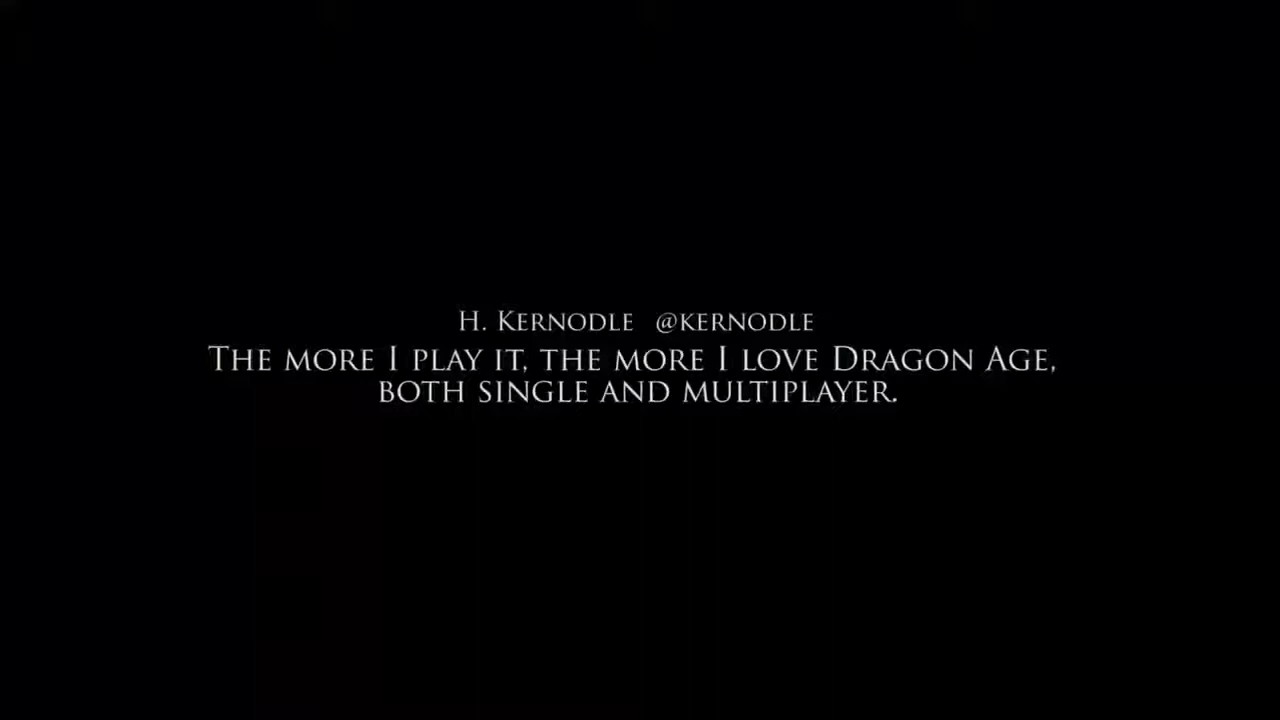 H. Kernodle @kernodle
The more I play it, the more I love Dragon Age,
both single and multiplayer.